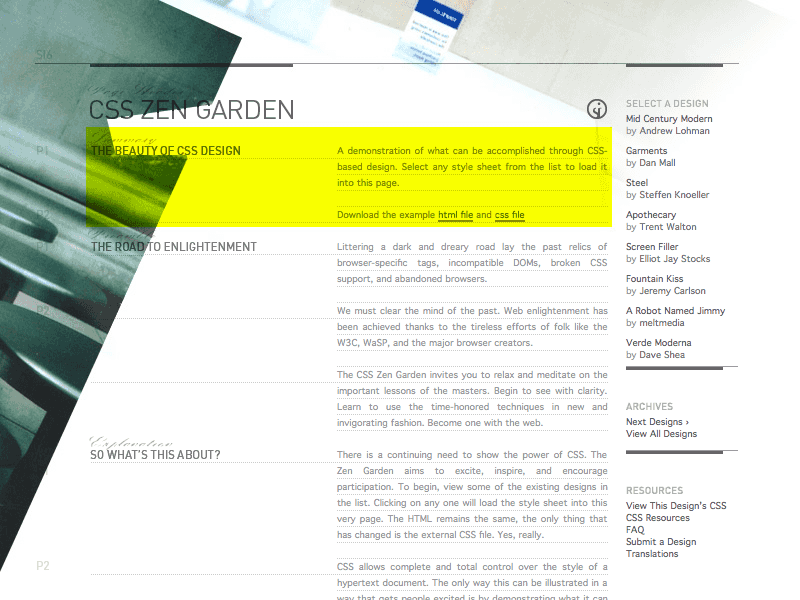 S16
CSS ZEN GARDEN
P1
THE BEAUTY OF CSS DESIGN
A demonstration of what can be accomplished through CSS-
based design. Select any style sheet from the list to load it
into this page.
Download the example html file and css file
THE ROAD TO ENLIGHTENMENT
Littering a dark and dreary road lay the past relics of
browser-specific tags, incompatible DOMs, broken CSS
support, and abandoned browsers.
P2
We must clear the mind of the past. Web enlightenment has
been achieved thanks to the tireless efforts of folk like the
W3C, WaSP, and the major browser creators.
The CSS Zen Garden invites you to relax and meditate on the
important lessons of the masters. Begin to see with clarity.
Learn to use the time-honored techniques in new and
invigorating fashion. Become one with the web.
Exploration
SO WHAT'S THIS ABOUT?
There is a continuing need to show the power of CSS. The
Zen Garden aims to excite, inspire, and encourage
participation. To begin, view some of the existing designs in
the list. Clicking on any one will load the style sheet into this
very page. The HTML remains the same, the only thing that
has changed is the external CSS file. Yes, really.
P2
CSS allows complete and total control over the style of a
hypertext document. The only way this can be illustrated in a
way that gets people excited is by demonstrating what it can
SELECT A DESIGN
Mid Century Modern
by Andrew Lohman
Garments
by Dan Mall
Steel
by Steffen Knoeller
Apothecary
by Trent Walton
Screen Filler
by Elliot Jay Stocks
Fountain Kiss
by Jeremy Carlson
A Robot Named Jimmy
by meltmedia
Verde Moderna
by Dave Shea
ARCHIVES
Next Designs ›
View All Designs
RESOURCES
View This Design's CSS
CSS Resources
FAQ
Submit a Design
Translations